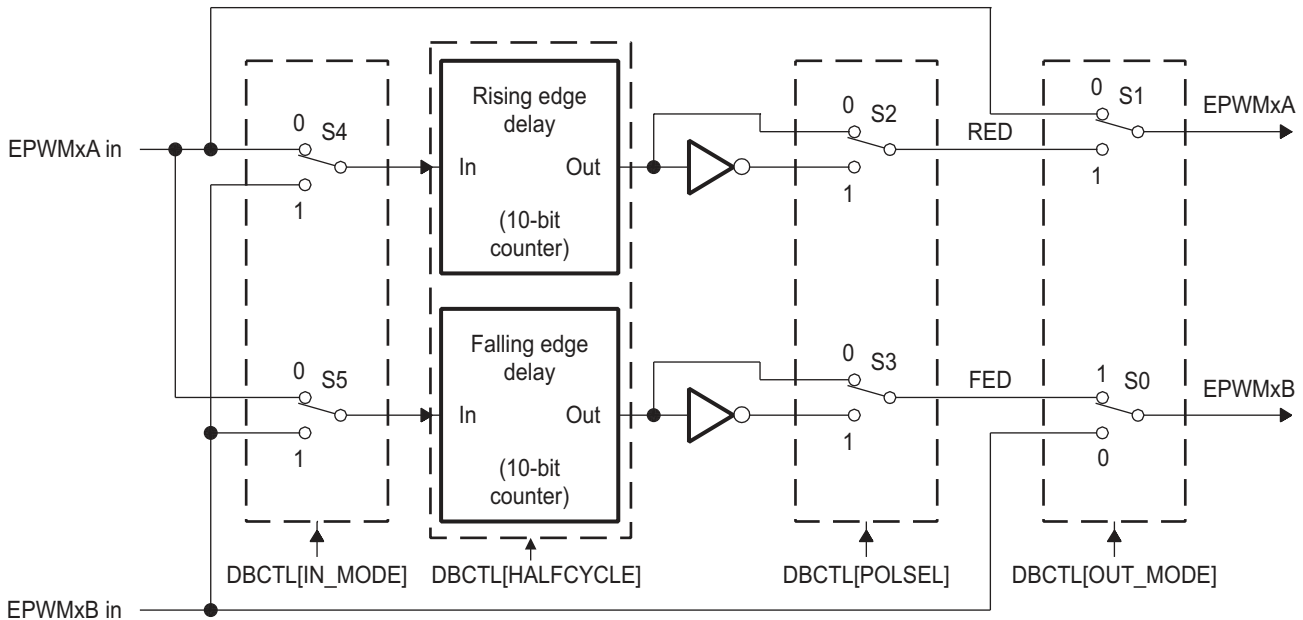 EPWMxA in
0
S4
1
Rising edge
delay
In
Out
(10-bit
counter)
0
S2
1
RED
0
S1
1
EPWMxA
0
S5
1
Falling edge
delay
In
Out
(10-bit
counter)
0
S3
1
FED
1
S0
0
EPWMxB
DBCTL[IN_MODE]
DBCTL[HALFCYCLE]
DBCTL[POLSEL]
DBCTL[OUT_MODE]
EPWMxB in